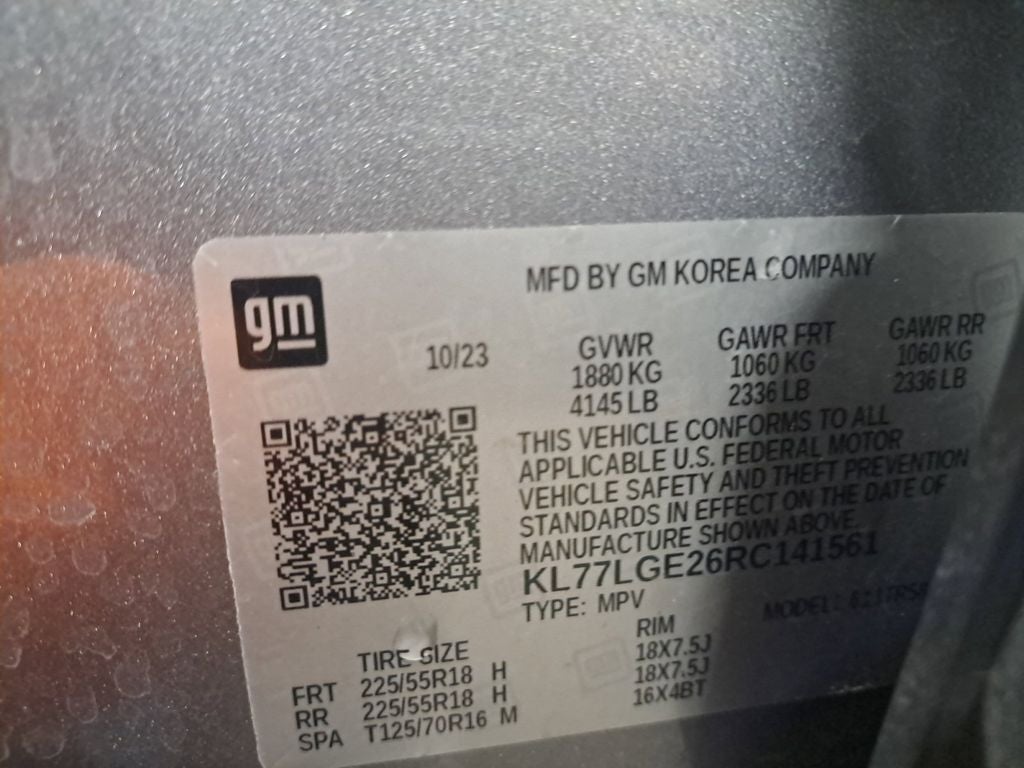 gm
MFD BY GM KOREA COMPANY
10/23
GVWR GAWR FRT GAWR RR
1880 KG 1060 KG 1060 KG
4145 LB 2336 LB 2336 LB
THIS VEHICLE CONFORMS TO ALL
APPLICABLE U.S. FEDERAL MOTOR
VEHICLE SAFETY AND THEFT PREVENTION
STANDARDS IN EFFECT ON THE DATE OF
MANUFACTURE SHOWN ABOVE.
KL77LGE26RC141561
TYPE: MPV MODEL:
TIRE SIZE RIM
FRT 225/55R18 H 18X7.5J
RR 225/55R18 H 18X7.5J
SPA T125/70R16 M 16X4BT